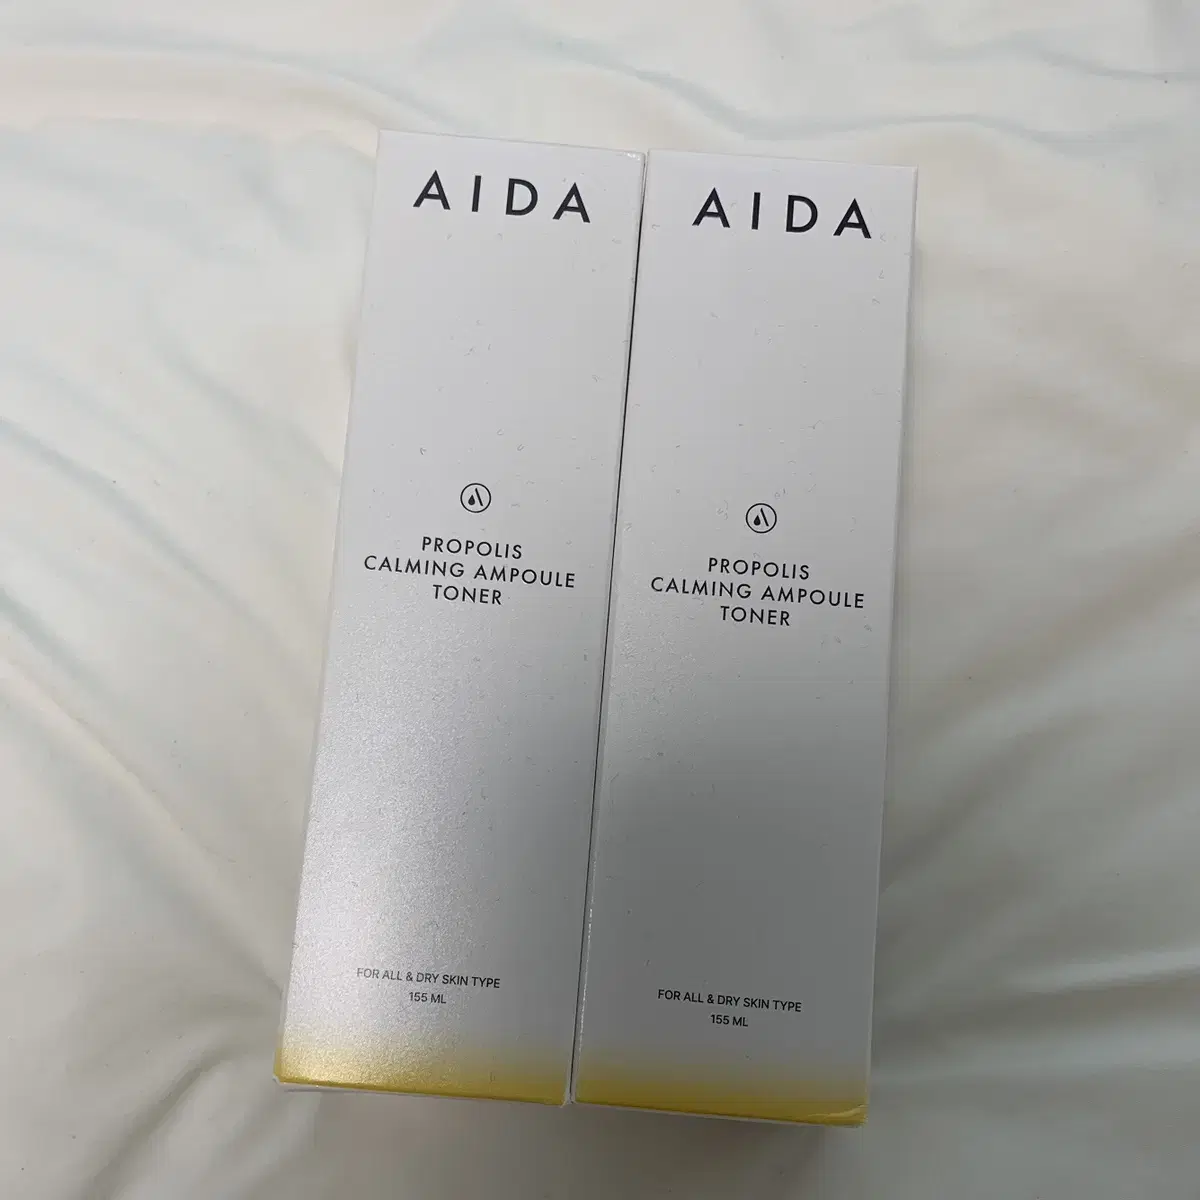 AIDA
PROPOLIS
CALMING AMPOULE
TONER
FOR ALL & DRY SKIN TYPE
155 ML
AIDA
PROPOLIS
CALMING AMPOULE
TONER
FOR ALL & DRY SKIN TYPE
155 ML